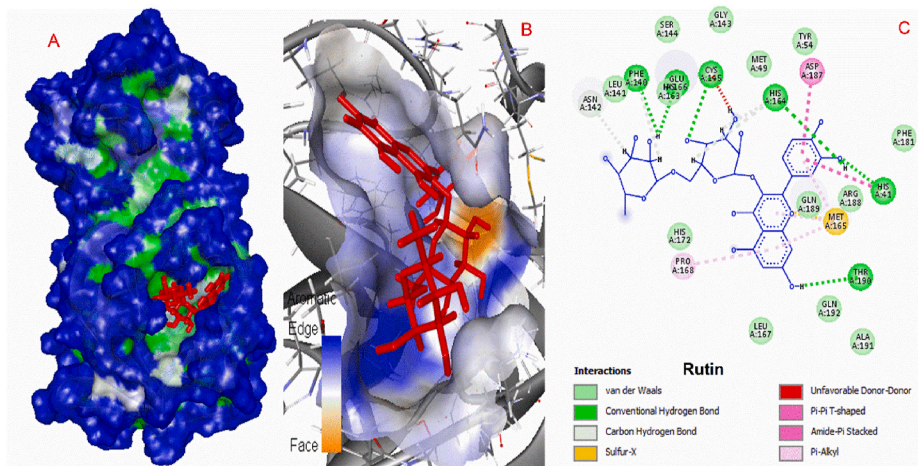 A
B
C
Aromatic
Edge
Face
GLY
A:143
SER
A:144
TYR
A:54
PHE
A:140
GLU
A:166
HIS
A:163
CYS
A:145
MET
A:49
ASP
A:187
LEU
A:141
HIS
A:164
ASN
A:142
PHE
A:181
GLN
A:189
ARG
A:188
HIS
A:41
MET
A:165
HIS
A:172
PRO
A:168
THR
A:190
GLN
A:192
LEU
A:167
ALA
A:191
H
H
H
H
H
H
H
Interactions
Rutin
van der Waals
Conventional Hydrogen Bond
Carbon Hydrogen Bond
Sulfur-X
Unfavorable Donor-Donor
Pi-Pi T-shaped
Amide-Pi Stacked
Pi-Alkyl